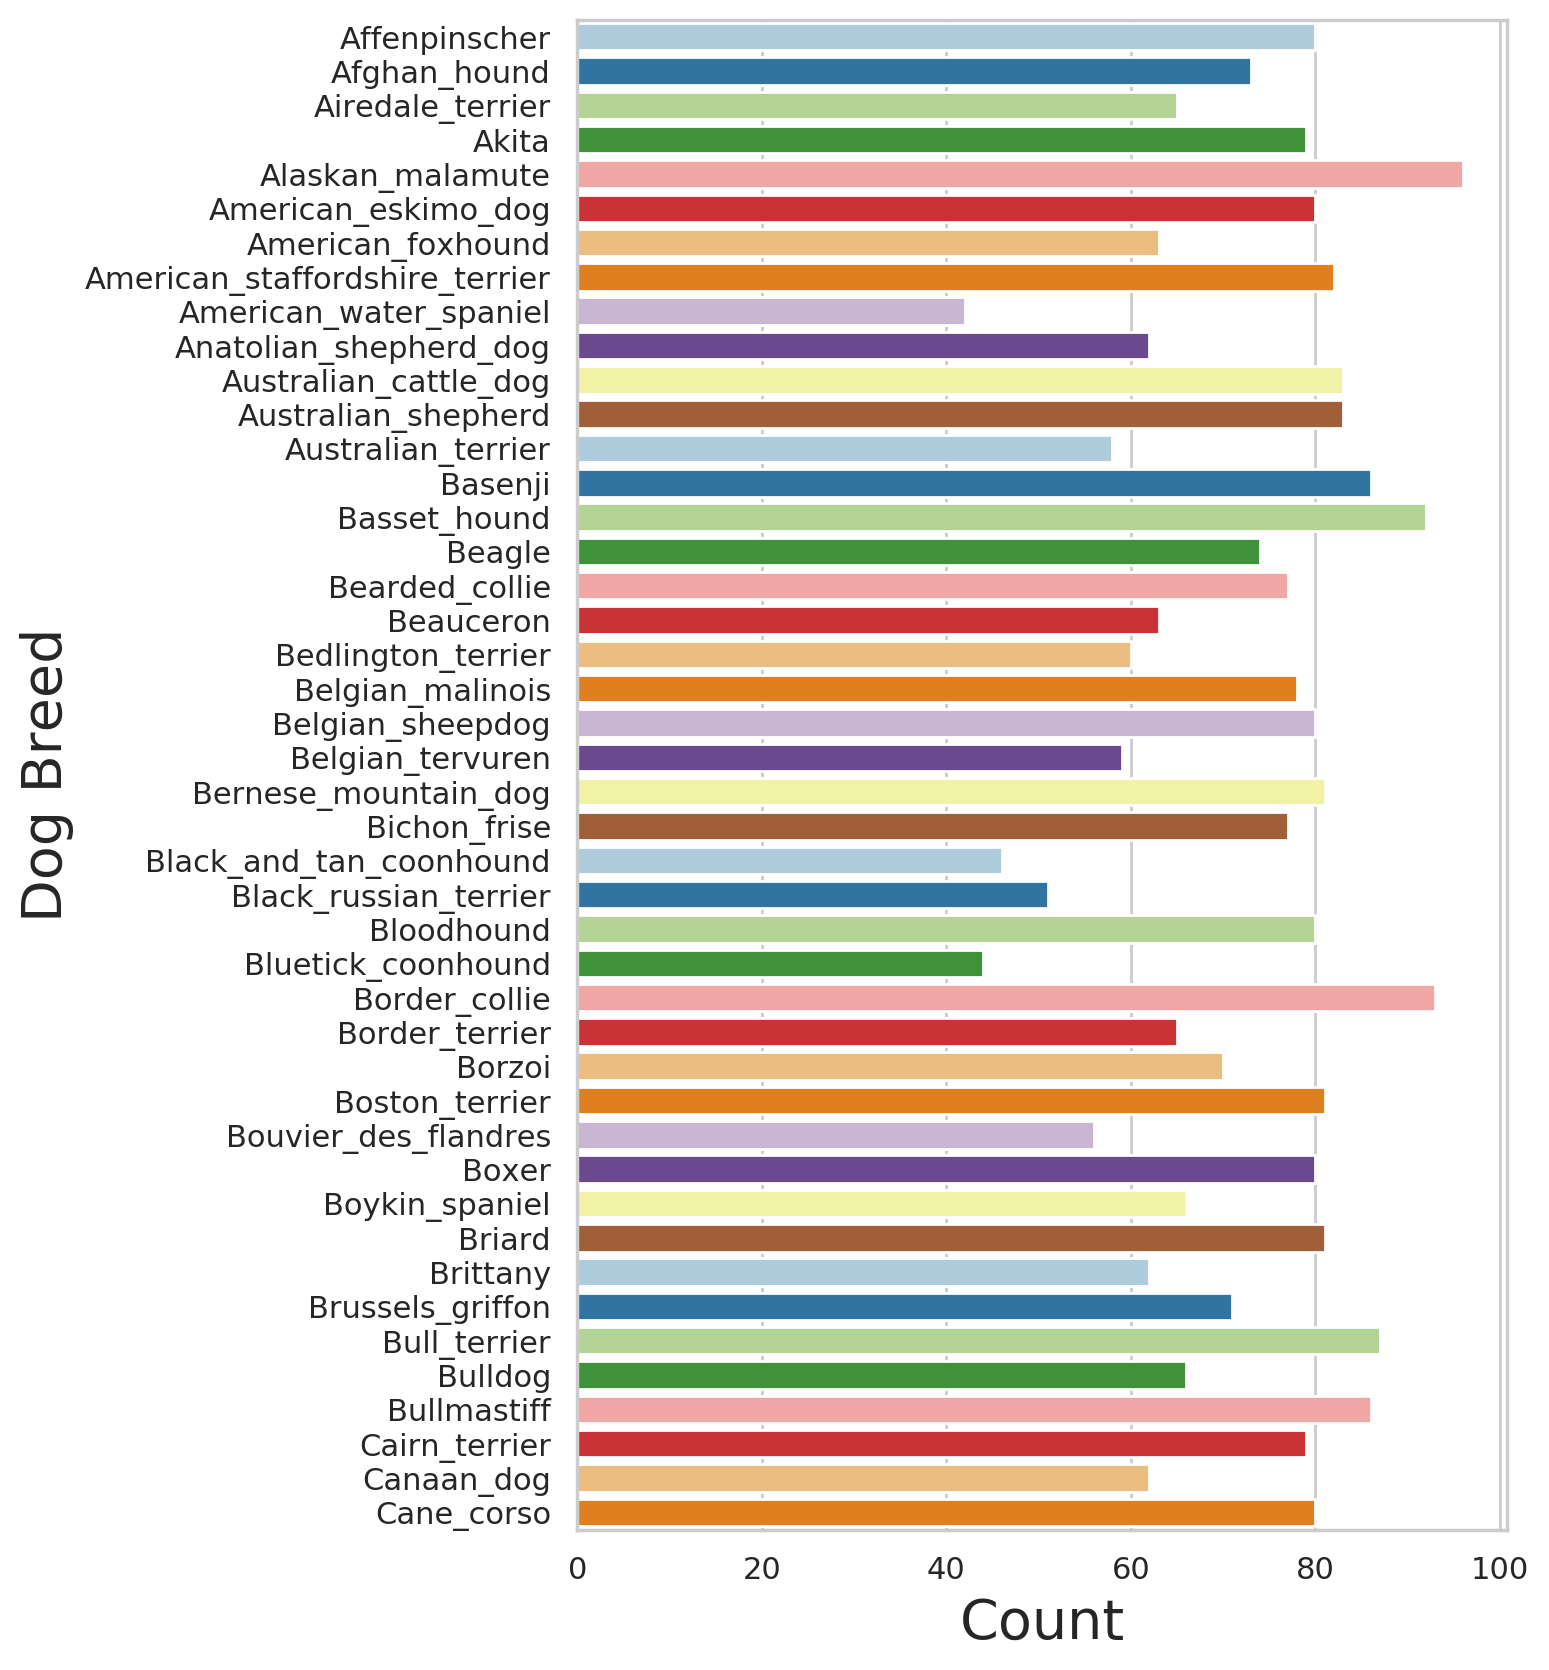 Affenpinscher
Afghan_hound
Airedale_terrier
Akita
Alaskan_malamute
American_eskimo_dog
American_foxhound
American_staffordshire_terrier
American_water_spaniel
Anatolian_shepherd_dog
Australian_cattle_dog
Australian_shepherd
Australian_terrier
Basenji
Basset_hound
Beagle
Bearded_collie
Beauceron
Bedlington_terrier
Belgian_malinois
Belgian_sheepdog
Belgian_tervuren
Bernese_mountain_dog
Bichon_frise
Black_and_tan_coonhound
Black_russian_terrier
Bloodhound
Bluetick_coonhound
Border_collie
Border_terrier
Borzoi
Boston_terrier
Bouvier_des_flandres
Boxer
Boykin_spaniel
Briard
Brittany
Brussels_griffon
Bull_terrier
Bulldog
Bullmastiff
Cairn_terrier
Canaan_dog
Cane_corso
Dog Breed
0 20 40 60 80 100
Count